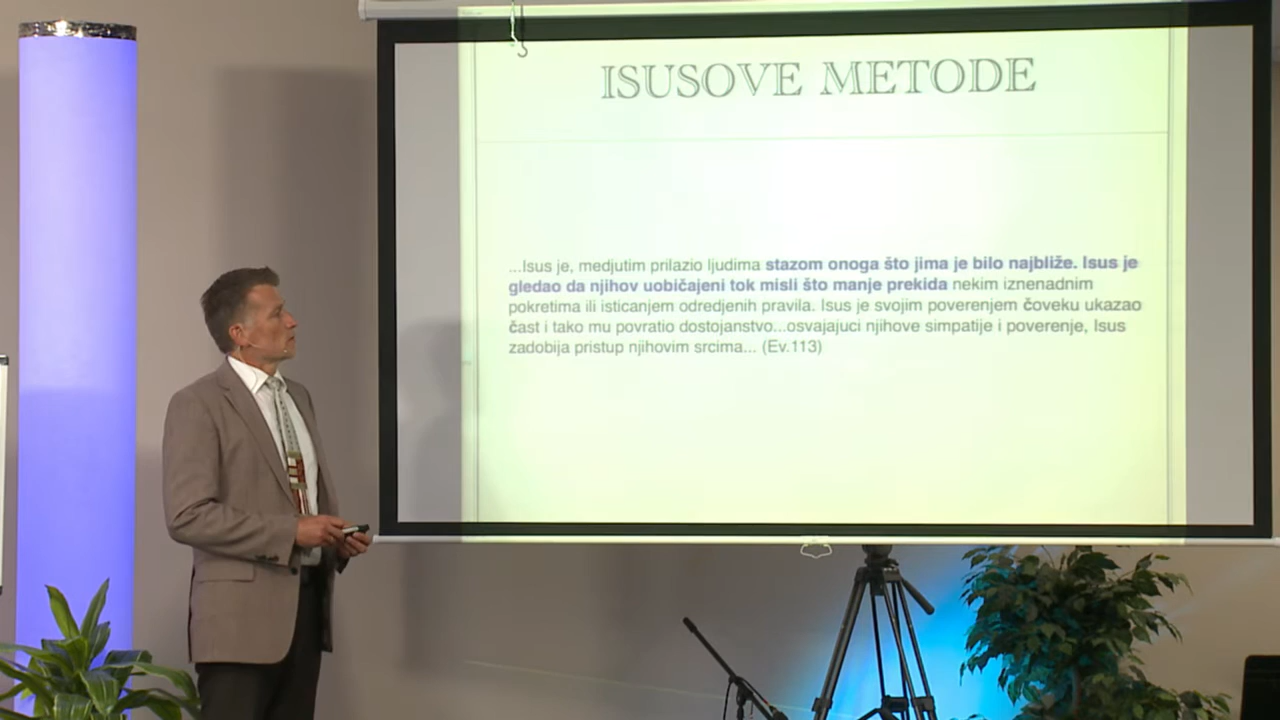 ISUSOVE METODE
...Isus je, medjutim prilazio ljudima stazom onoga što jima je bilo najbliže. Isus je
gledao da njihov uobičajeni tok misli što manje prekida nekim iznenadnim
pokretima ili isticanjem odredjenih pravila. Isus je svojim poverenjem čoveku ukazao
čast i tako mu povratio dostojanstvo...osvajajuci njihove simpatije i poverenje, Isus
zadobija pristup njihovim srcima... (Ev.113)